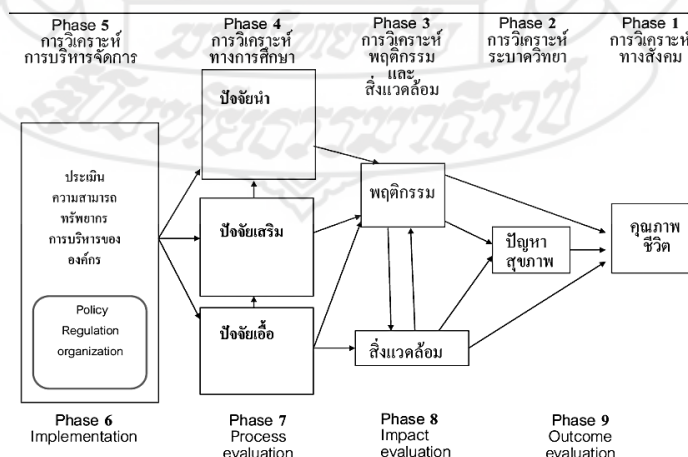 Phase 5
การวิเคราะห์
การบริหารจัดการ
Phase 4
การวิเคราะห์
ทางการศึกษา
Phase 3
การวิเคราะห์
พฤติกรรม
และ
สิ่งแวดล้อม
Phase 2
การวิเคราะห์
ระบาดวิทยา
Phase 1
การวิเคราะห์
ทางสังคม
ประเมิน
ความสามารถ
ทรัพยากร
การบริหารของ
องค์กร
Policy
Regulation
organization
ปัจจัยนำ
ปัจจัยเสริม
ปัจจัยเอื้อ
พฤติกรรม
สิ่งแวดล้อม
ปัญหา
สุขภาพ
คุณภาพ
ชีวิต
Phase 6
Implementation
Phase 7
Process
evaluation
Phase 8
Impact
evaluation
Phase 9
Outcome
evaluation